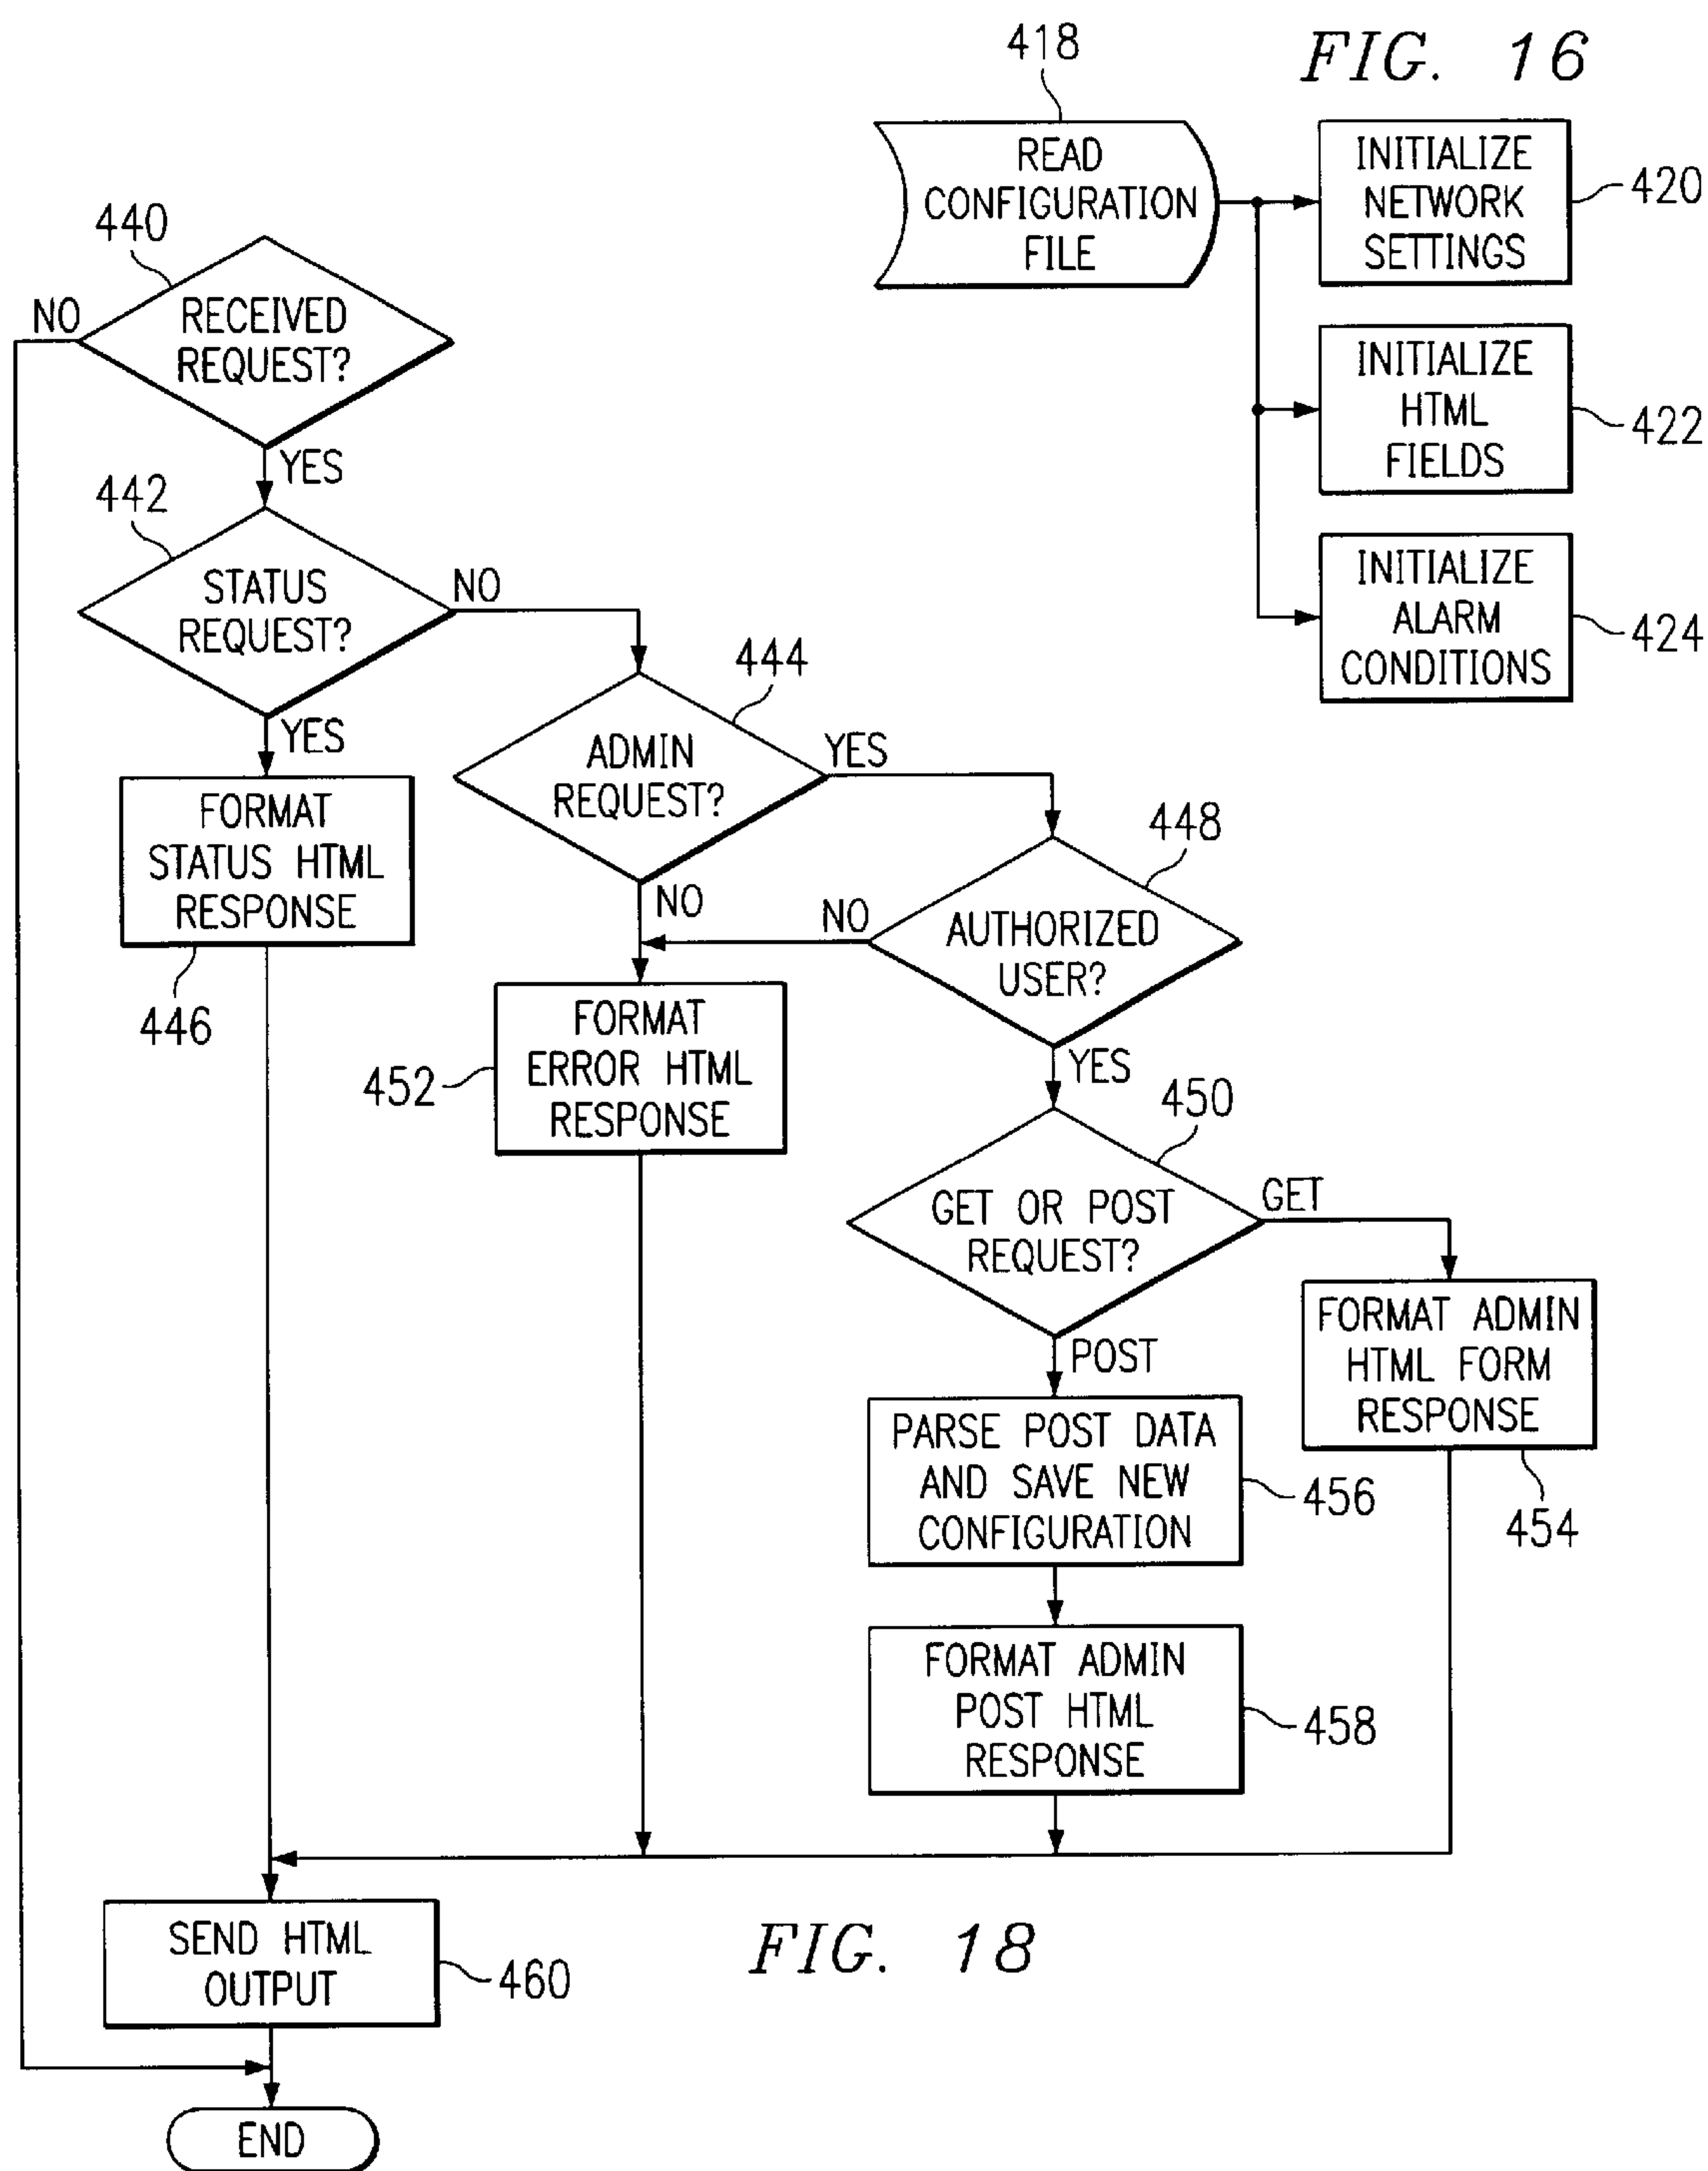 FIG. 16
418
READ
CONFIGURATION
FILE
INITIALIZE
NETWORK
SETTINGS
420
INITIALIZE
HTML
FIELDS
422
INITIALIZE
ALARM
CONDITIONS
424
440
RECEIVED
REQUEST?
NO
YES
442
STATUS
REQUEST?
NO
YES
444
ADMIN
REQUEST?
YES
NO
FORMAT
STATUS HTML
RESPONSE
446
448
AUTHORIZED
USER?
NO
YES
FORMAT
ERROR HTML
RESPONSE
452
450
GET OR POST
REQUEST?
GET
POST
FORMAT ADMIN
HTML FORM
RESPONSE
454
PARSE POST DATA
AND SAVE NEW
CONFIGURATION
456
FORMAT ADMIN
POST HTML
RESPONSE
458
SEND HTML
OUTPUT
460
FIG. 18
END